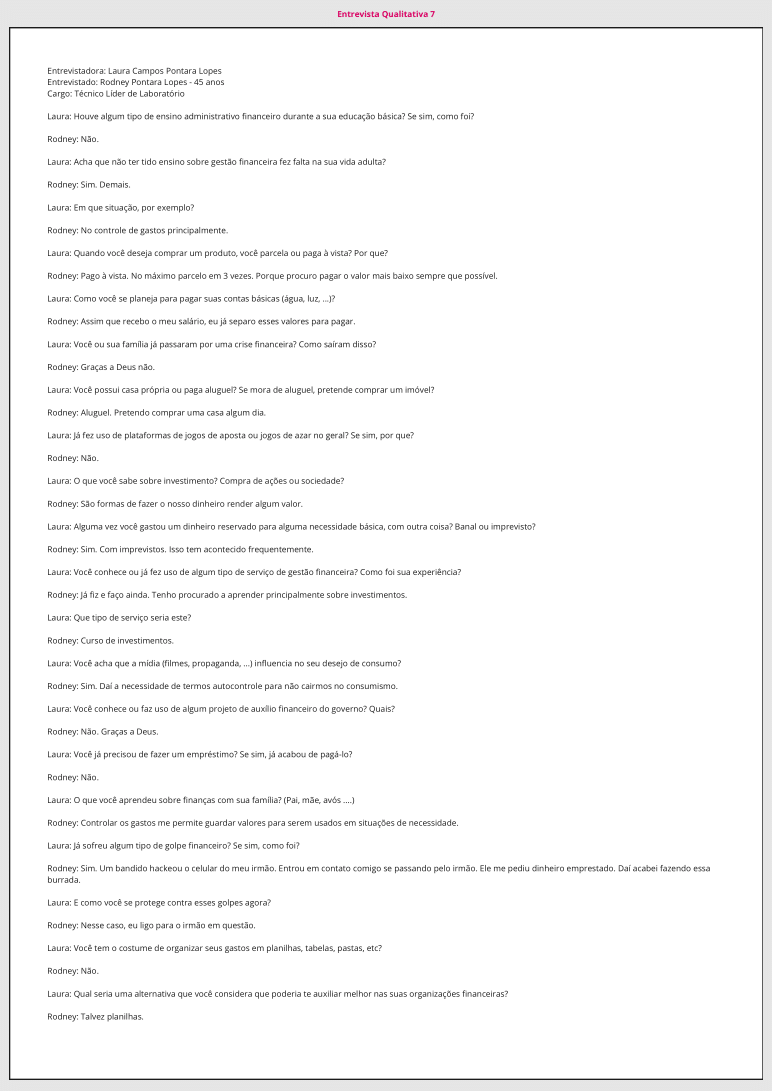 Entrevista Qualitativa 7
Entrevistadora: Laura Campos Pontara Lopes
Entrevistado: Rodney Pontara Lopes - 45 anos
Cargo: Técnico Líder de Laboratório
Laura: Houve algum tipo de ensino administrativo financeiro durante a sua educação básica? Se sim, como foi?
Rodney: Não.
Laura: Acha que não ter tido ensino sobre gestão financeira fez falta na sua vida adulta?
Rodney: Sim. Demais.
Laura: Em que situação, por exemplo?
Rodney: No controle de gastos principalmente.
Laura: Quando você deseja comprar um produto, você parcela ou paga à vista? Por que?
Rodney: Pago à vista. No máximo parcelo em 3 vezes. Porque procuro pagar o valor mais baixo sempre que possível.
Laura: Como você se planeja para pagar suas contas básicas (água, luz, ...)?
Rodney: Assim que recebo o meu salário, eu já separo esses valores para pagar.
Laura: Você ou sua família já passaram por uma crise financeira? Como saíram disso?
Rodney: Graças a Deus não.
Laura: Você possui casa própria ou paga aluguel? Se mora de aluguel, pretende comprar um imóvel?
Rodney: Aluguel. Pretendo comprar uma casa algum dia.
Laura: Já fez uso de plataformas de jogos de aposta ou jogos de azar no geral? Se sim, por que?
Rodney: Não.
Laura: O que você sabe sobre investimento? Compra de ações ou sociedade?
Rodney: São formas de fazer o nosso dinheiro render algum valor.
Laura: Alguma vez você gastou um dinheiro reservado para alguma necessidade básica, com outra coisa? Banal ou imprevisto?
Rodney: Sim. Com imprevistos. Isso tem acontecido frequentemente.
Laura: Você conhece ou já fez uso de algum tipo de serviço de gestão financeira? Como foi sua experiência?
Rodney: Já fiz e faço ainda. Tenho procurado a aprender principalmente sobre investimentos.
Laura: Que tipo de serviço seria este?
Rodney: Curso de investimentos.
Laura: Você acha que a mídia (filmes, propaganda, ...) influencia no seu desejo de consumo?
Rodney: Sim. Daí a necessidade de termos autocontrole para não cairmos no consumismo.
Laura: Você conhece ou faz uso de algum projeto de auxílio financeiro do governo? Quais?
Rodney: Não. Graças a Deus.
Laura: Você já precisou de fazer um empréstimo? Se sim, já acabou de pagá-lo?
Rodney: Não.
Laura: O que você aprendeu sobre finanças com sua família? (Pai, mãe, avós ....)
Rodney: Controlar os gastos me permite guardar valores para serem usados em situações de necessidade.
Laura: Já sofreu algum tipo de golpe financeiro? Se sim, como foi?
Rodney: Sim. Um bandido hackeou o celular do meu irmão. Entrou em contato comigo se passando pelo irmão. Ele me pediu dinheiro emprestado. Daí acabei fazendo essa
burrada.
Laura: E como você se protege contra esses golpes agora?
Rodney: Nesse caso, eu ligo para o irmão em questão.
Laura: Você tem o costume de organizar seus gastos em planilhas, tabelas, pastas, etc?
Rodney: Não.
Laura: Qual seria uma alternativa que você considera que poderia te auxiliar melhor nas suas organizações financeiras?
Rodney: Talvez planilhas.